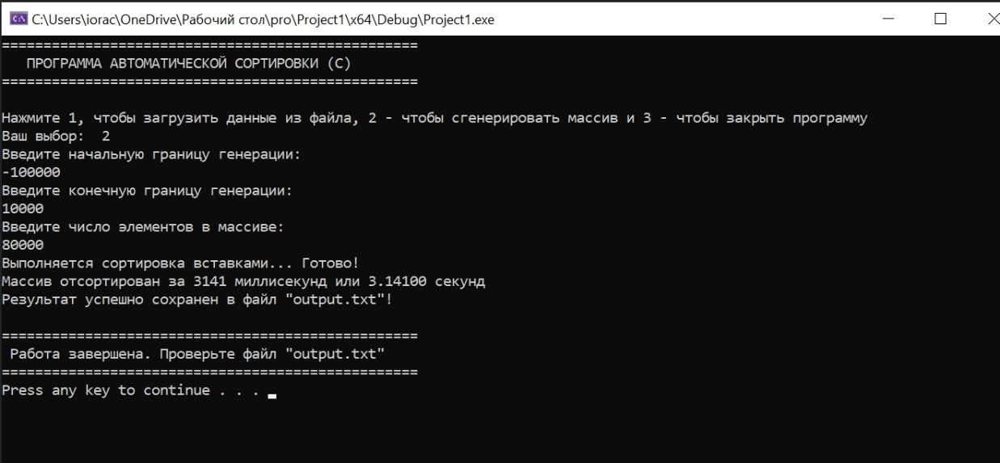 C:\Users\iorac\OneDrive\Рабочий стол\pro\Project1\x64\Debug\Project1.exe
==================================================
ПРОГРАММА АВТОМАТИЧЕСКОЙ СОРТИРОВКИ (C)
==================================================
Нажмите 1, чтобы загрузить данные из файла, 2 - чтобы сгенерировать массив и 3 - чтобы закрыть программу
Ваш выбор:  2
Введите начальную границу генерации:
-100000
Введите конечную границу генерации:
10000
Введите число элементов в массиве:
80000
Выполняется сортировка вставками... Готово!
Массив отсортирован за 3141 миллисекунд или 3.14100 секунд
Результат успешно сохранен в файл "output.txt"!
==================================================
Работа завершена. Проверьте файл "output.txt"
==================================================
Press any key to continue . . .